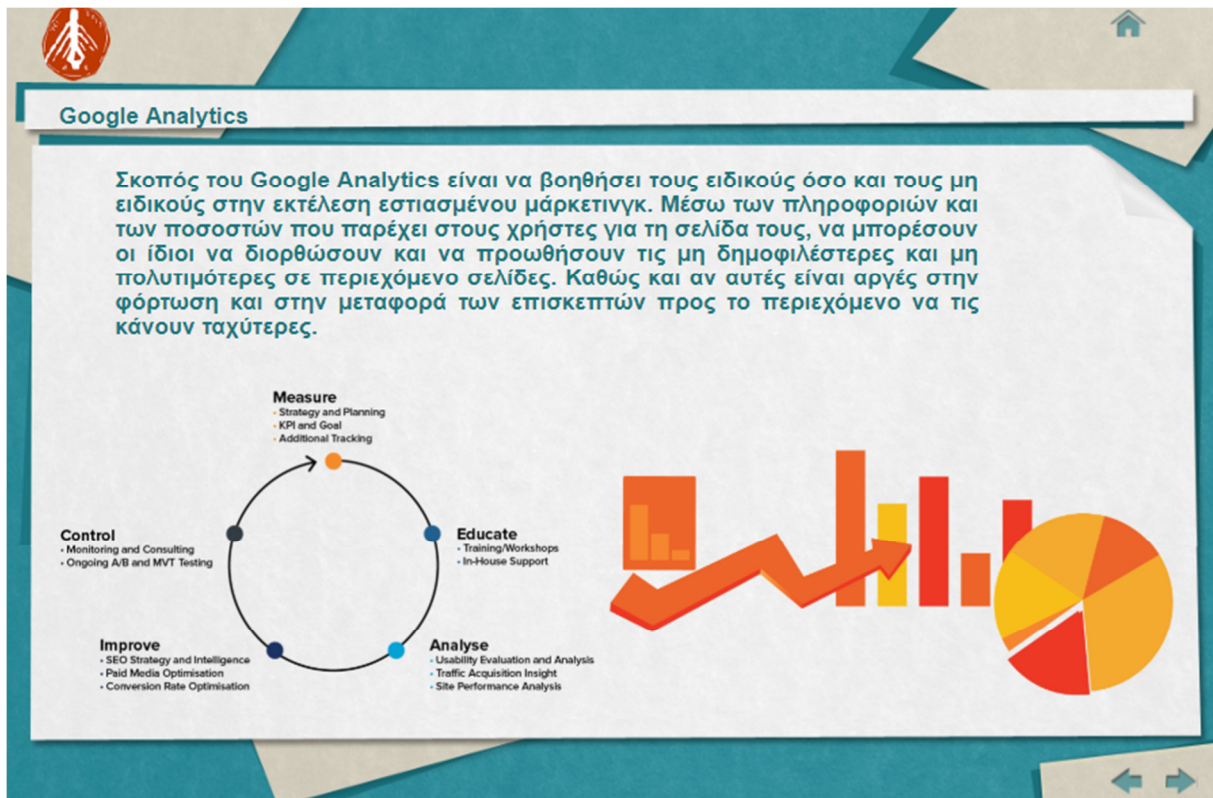 Google Analytics
Σκοπός του Google Analytics είναι να βοηθήσει τους ειδικούς όσο και τους μη
ειδικούς στην εκτέλεση εστιασμένου μάρκετινγκ. Μέσω των πληροφοριών και
των ποσοστών που παρέχει στους χρήστες για τη σελίδα τους, να μπορέσουν
οι ίδιοι να διορθώσουν και να προωθήσουν τις μη δημοφιλέστερες και μη
πολυτιμότερες σε περιεχόμενο σελίδες. Καθώς και αν αυτές είναι αργές στην
φόρτωση και στην μεταφορά των επισκεπτών προς το περιεχόμενο να τις
κάνουν ταχύτερες.
Measure
• Strategy and Planning
• KPI and Goal
• Additional Tracking
Educate
• Training/Workshops
• In-House Support
Analyse
• Usability Evaluation and Analysis
• Traffic Acquisition Insight
• Site Performance Analysis
Improve
• SEO Strategy and Intelligence
• Paid Media Optimisation
• Conversion Rate Optimisation
Control
• Monitoring and Consulting
• Ongoing A/B and MVT Testing